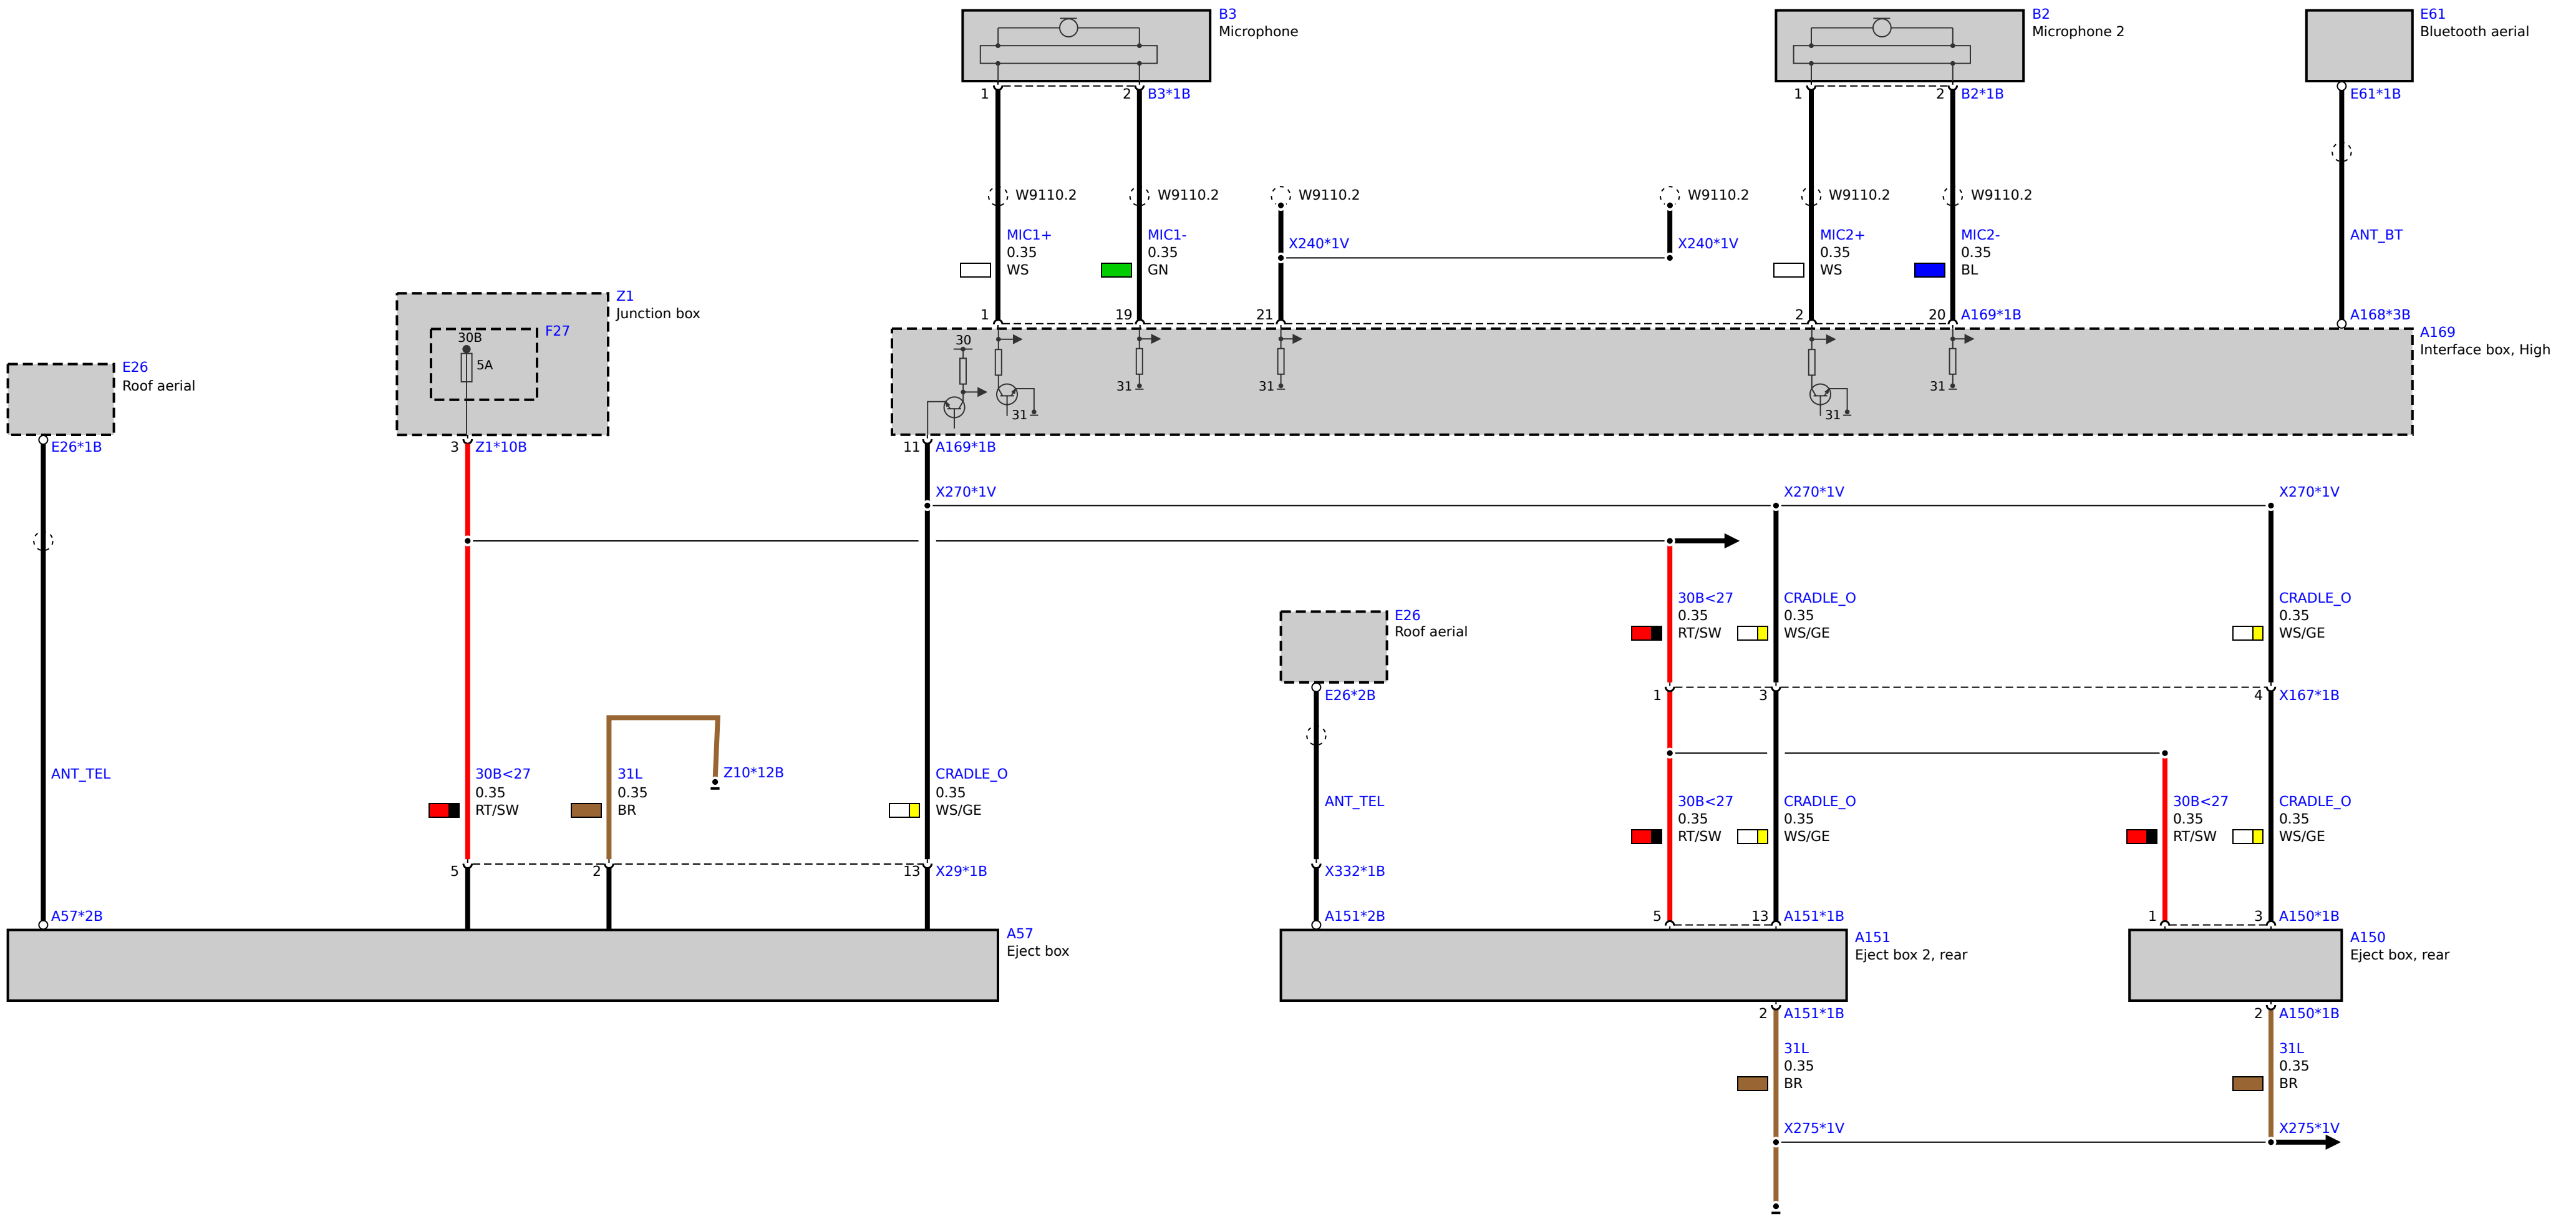 B3
Microphone
B2
Microphone 2
E61
Bluetooth aerial
1
2
B3*1B
1
2
B2*1B
E61*1B
W9110.2
W9110.2
W9110.2
W9110.2
W9110.2
W9110.2
MIC1+
0.35
WS
MIC1-
0.35
GN
X240*1V
X240*1V
MIC2+
0.35
WS
MIC2-
0.35
BL
ANT_BT
Z1
Junction box
F27
30B
5A
1
19
21
2
20
A169*1B
A168*3B
A169
Interface box, High
30
31
31
31
31
31
E26
Roof aerial
E26*1B
3
Z1*10B
11
A169*1B
X270*1V
X270*1V
X270*1V
30B<27
0.35
RT/SW
CRADLE_O
0.35
WS/GE
CRADLE_O
0.35
WS/GE
E26
Roof aerial
E26*2B
1
3
4
X167*1B
ANT_TEL
30B<27
0.35
RT/SW
31L
0.35
BR
Z10*12B
CRADLE_O
0.35
WS/GE
ANT_TEL
30B<27
0.35
RT/SW
CRADLE_O
0.35
WS/GE
30B<27
0.35
RT/SW
CRADLE_O
0.35
WS/GE
5
2
13
X29*1B
X332*1B
A57*2B
A151*2B
5
13
A151*1B
1
3
A150*1B
A57
Eject box
A151
Eject box 2, rear
A150
Eject box, rear
2
A151*1B
2
A150*1B
31L
0.35
BR
31L
0.35
BR
X275*1V
X275*1V